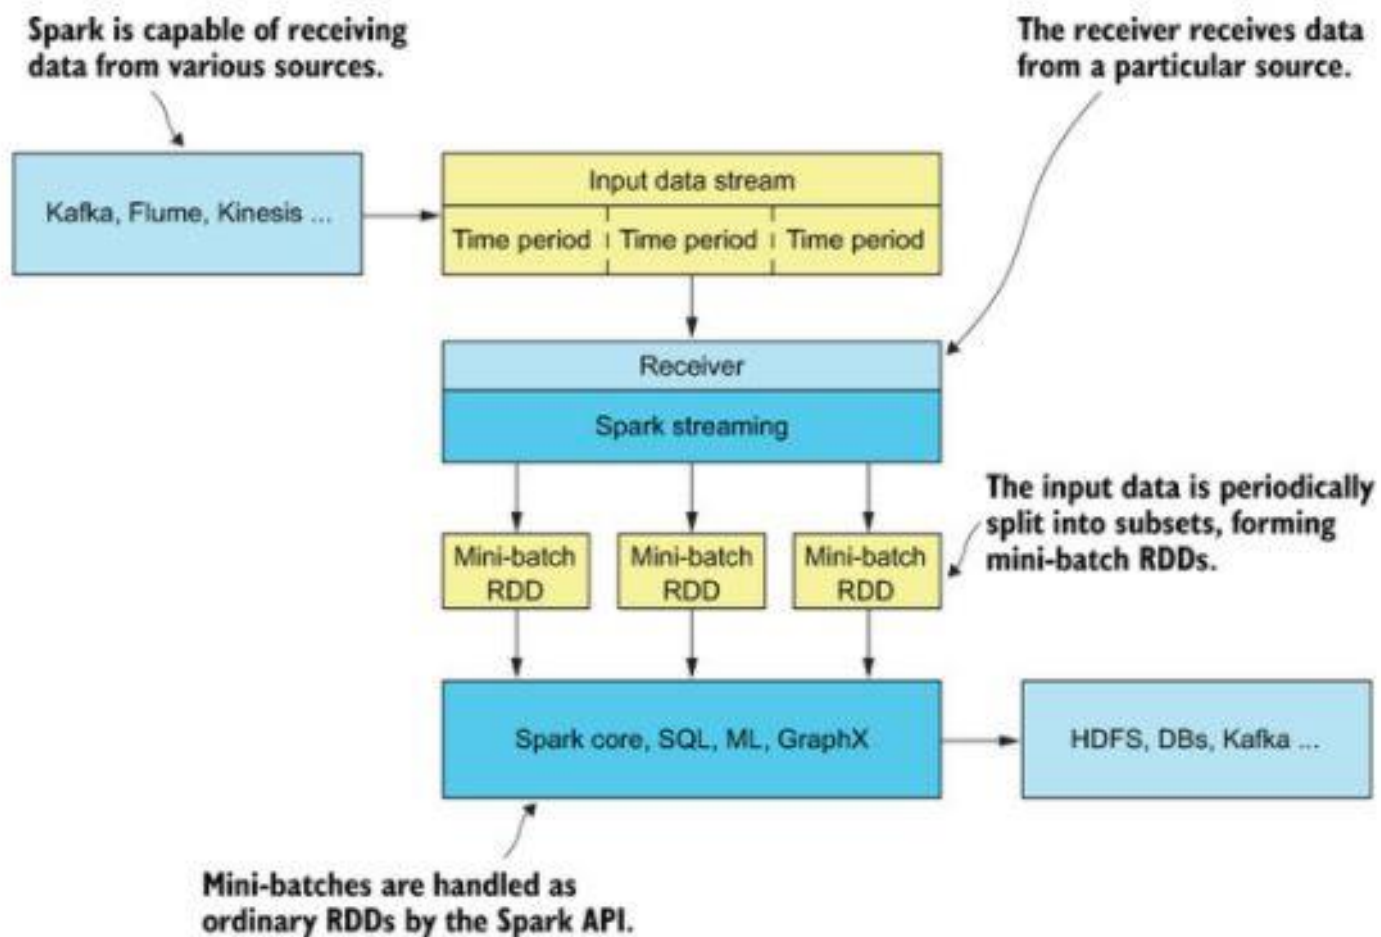 Spark is capable of receiving
data from various sources.
The receiver receives data
from a particular source.
Kafka, Flume, Kinesis ...
Input data stream
Time period
Time period
Time period
Receiver
Spark streaming
The input data is periodically
split into subsets, forming
mini-batch RDDs.
Mini-batch
RDD
Mini-batch
RDD
Mini-batch
RDD
Spark core, SQL, ML, GraphX
HDFS, DBs, Kafka ...
Mini-batches are handled as
ordinary RDDs by the Spark API.